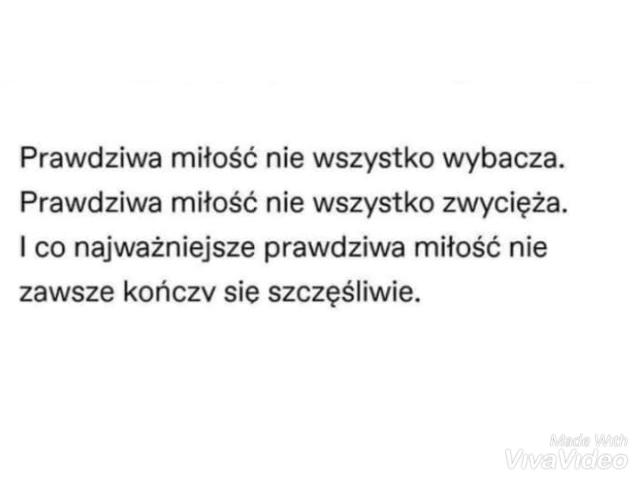 Prawdziwa miłość nie wszystko wybacza.
Prawdziwa miłość nie wszystko zwycięża.
I co najważniejsze prawdziwa miłość nie
zawsze kończy się szczęśliwie.
Made With
VivaVideo